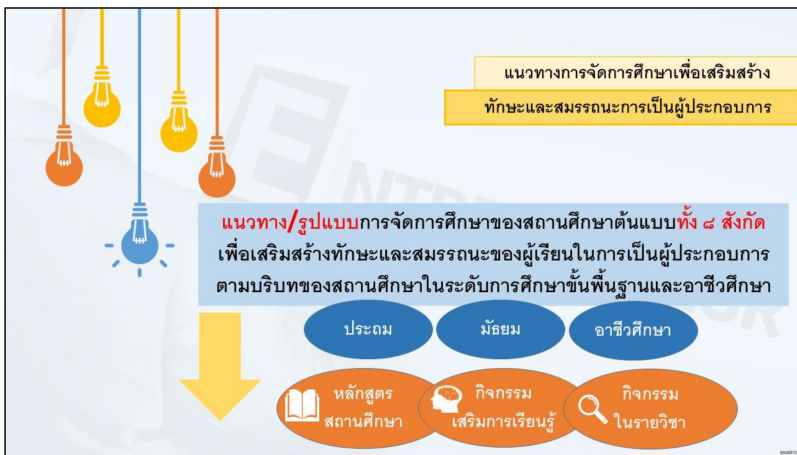 แนวทางการจัดการศึกษาเพื่อเสริมสร้าง
ทักษะและสมรรถนะการเป็นผู้ประกอบการ
แนวทาง/รูปแบบการจัดการศึกษาของสถานศึกษาต้นแบบทั้ง ๘ สังกัด
เพื่อเสริมสร้างทักษะและสมรรถนะของผู้เรียนในการเป็นผู้ประกอบการ
ตามบริบทของสถานศึกษาในระดับการศึกษาขั้นพื้นฐานและอาชีวศึกษา
ประถม
มัธยม
อาชีวศึกษา
หลักสูตร
สถานศึกษา
กิจกรรม
เสริมการเรียนรู้
กิจกรรม
ในรายวิชา